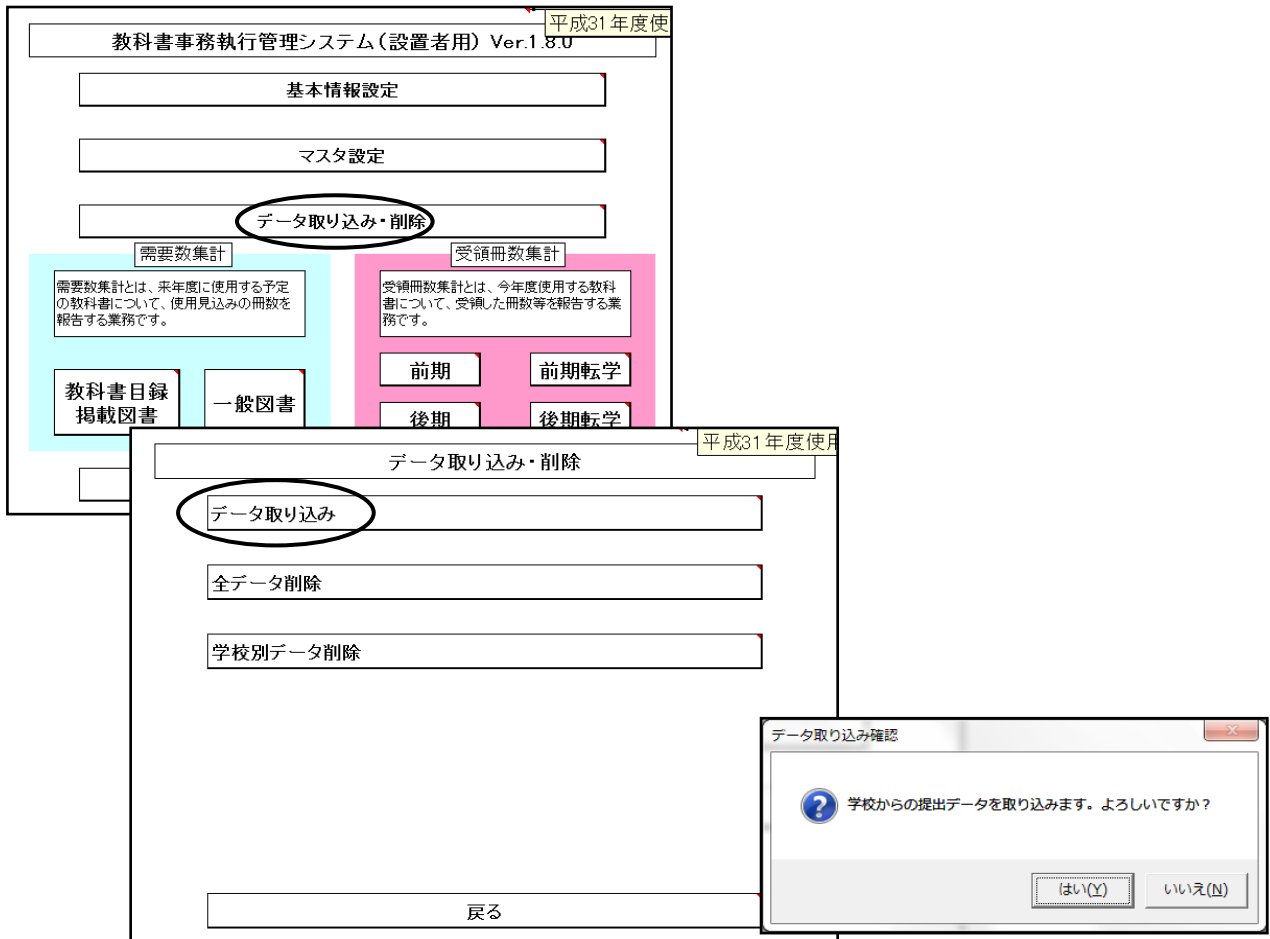 平成31年度使
教科書事務執行管理システム(設置者用) Ver.1.8.0
基本情報設定
マスタ設定
データ取り込み・削除
需要数集計
需要数集計とは、来年度に使用する予定
の教科書について、使用見込みの冊数を
報告する業務です。
教科書目録
掲載図書
一般図書
受領冊数集計
受領冊数集計とは、今年度使用する教科
書について、受領した冊数等を報告する業
務です。
前期
前期転学
後期
後期転学
平成31年度使用
データ取り込み・削除
データ取り込み
全データ削除
学校別データ削除
戻る
データ取り込み確認
学校からの提出データを取り込みます。よろしいですか?
はい(Y)
いいえ(N)